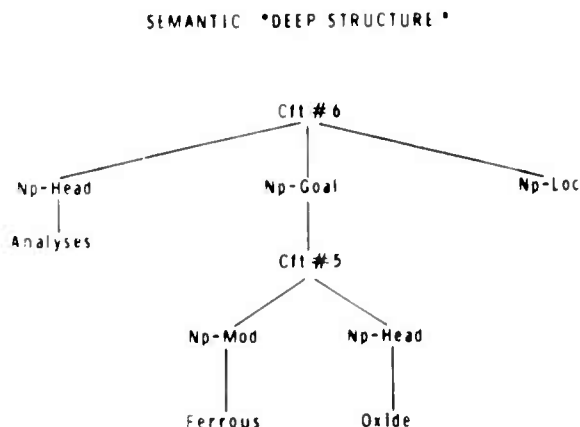 SEMANTIC "DEEP STRUCTURE"
Cft # 6
Np-Head Np-Goal Np-Loc
Analyses
Cft # 5
Np-Mod Np-Head
Ferrous Oxide